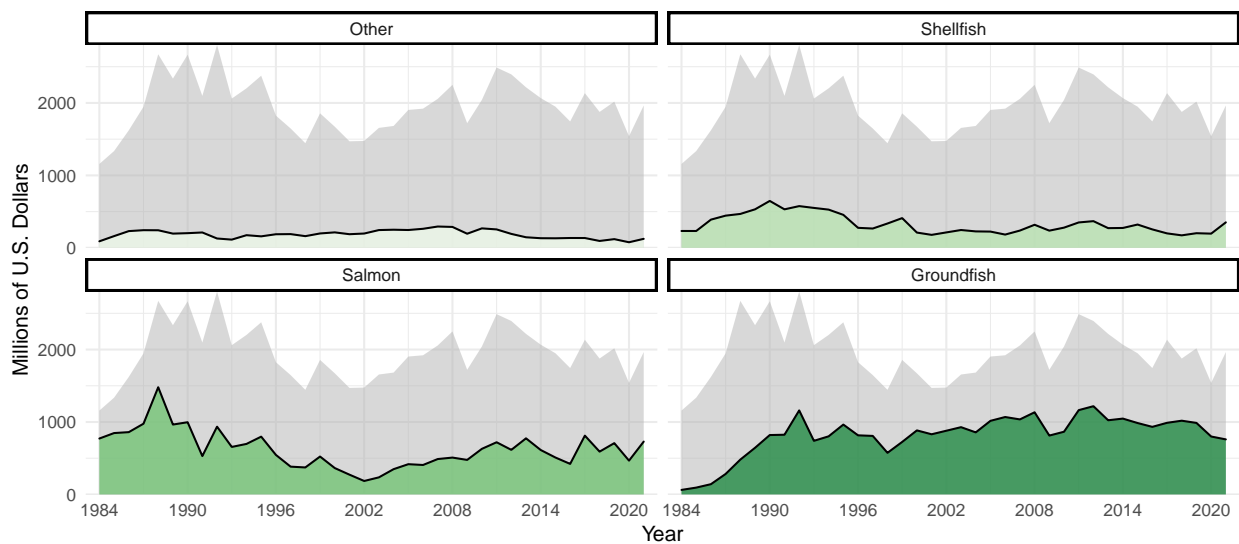 Other
Shellfish
2000
1000
0
Salmon
Groundfish
2000
1000
0
1984 1990 1996 2002 2008 2014 2020 1984 1990 1996 2002 2008 2014 2020
Year
Millions of U.S. Dollars